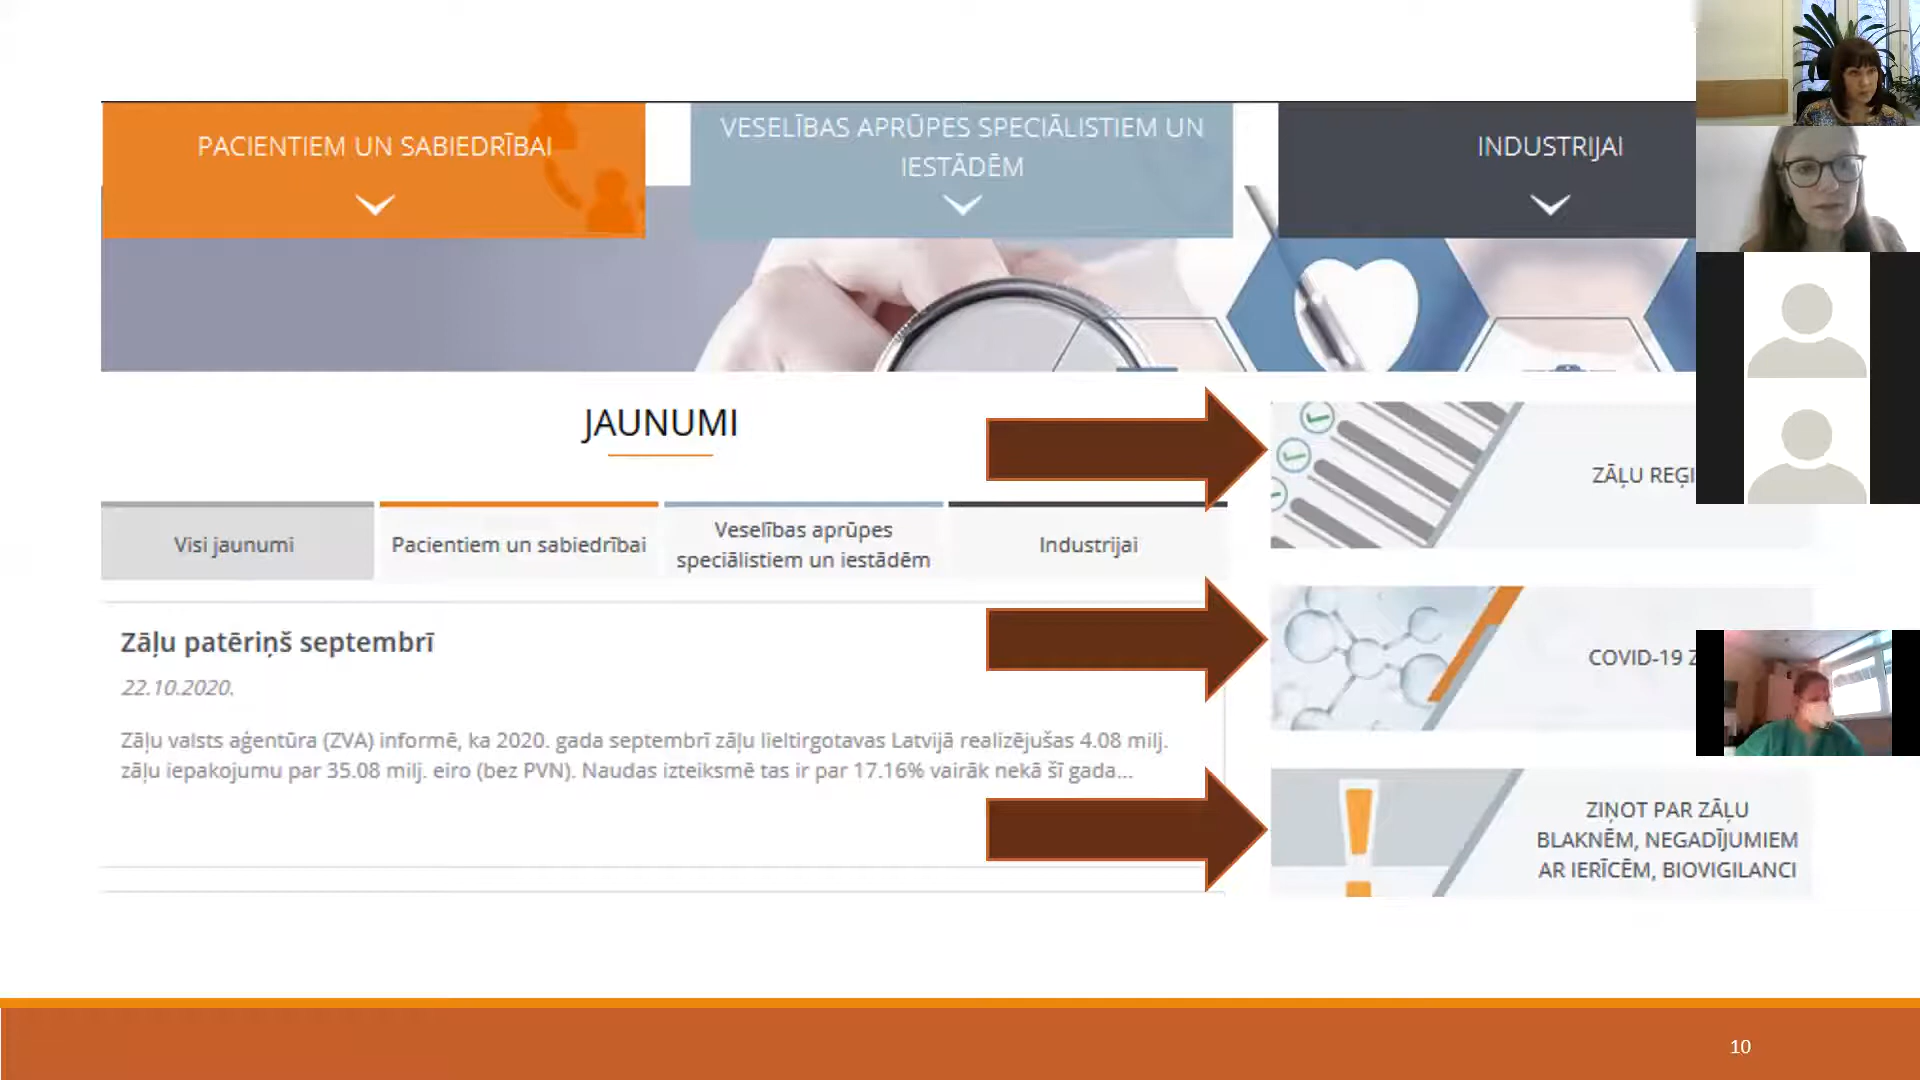 PACIENTIEM UN SABIEDRĪBAI
VESELĪBAS APRŪPES SPECIĀLISTIEM UN
IESTĀDĒM
INDUSTRIJAI
JAUNUMI
Visi jaunumi
Pacientiem un sabiedrībai
Veselības aprūpes
speciālistiem un iestādēm
Industrijai
Zāļu patēriņš septembrī
22.10.2020.
Zāļu valsts aģentūra (ZVA) informē, ka 2020. gada septembrī zāļu lieltirgotavas Latvijā realizējušas 4.08 milj.
zāļu iepakojumu par 35.08 milj. eiro (bez PVN). Naudas izteiksmē tas ir par 17.16% vairāk nekā šī gada...
ZĀĻU
COVID-19
ZIŅOT PAR ZĀĻU
BLAKNĒM, NEGADĪJUMIEM
AR IERĪCĒM, BIOVIGILANCI
10